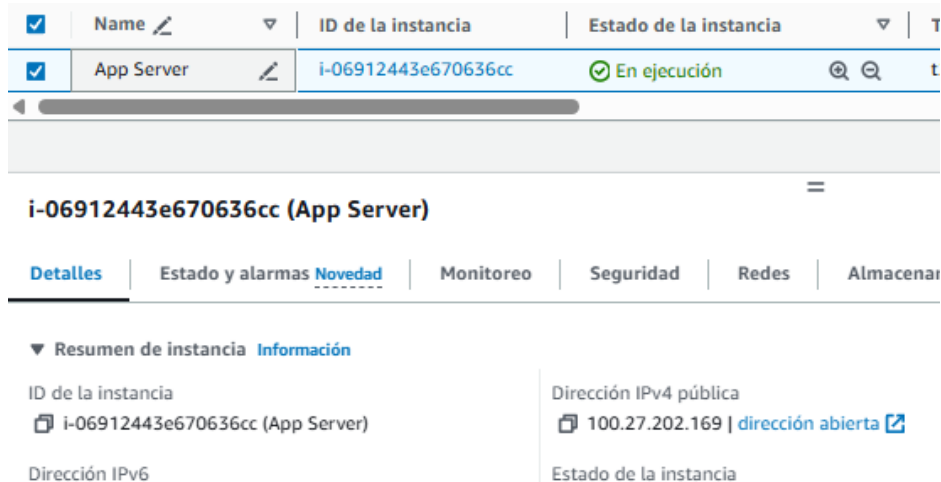 Name ID de la instancia Estado de la instancia T
App Server i-06912443e670636cc En ejecución t
i-06912443e670636cc (App Server)
Detalles Estado y alarmas Novedad Monitoreo Seguridad Redes Almacenar
Resumen de instancia Información
ID de la instancia Dirección IPv4 pública
i-06912443e670636cc (App Server) 100.27.202.169 | dirección abierta
Dirección IPv6 Estado de la instancia